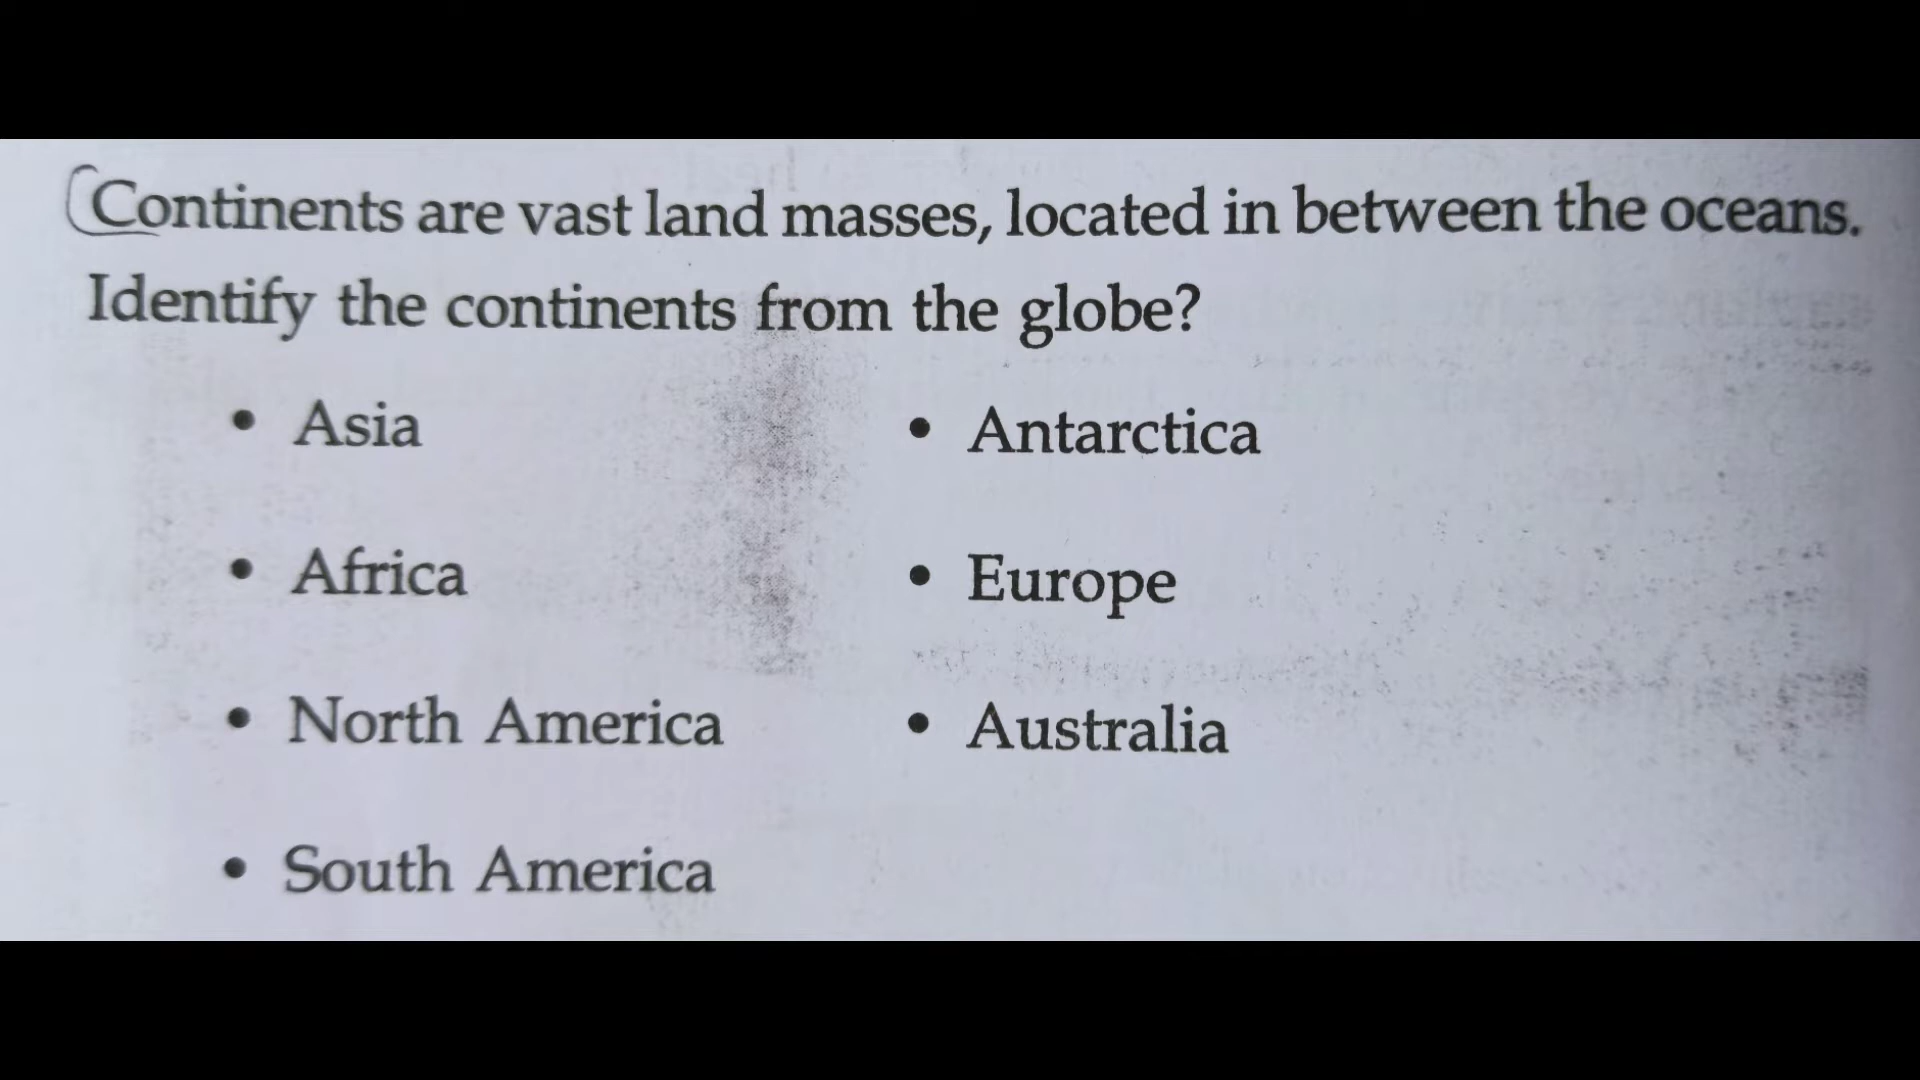 Continents are vast land masses, located in between the oceans.
Identify the continents from the globe?
• Asia
• Africa
• North America
• South America
• Antarctica
• Europe
• Australia